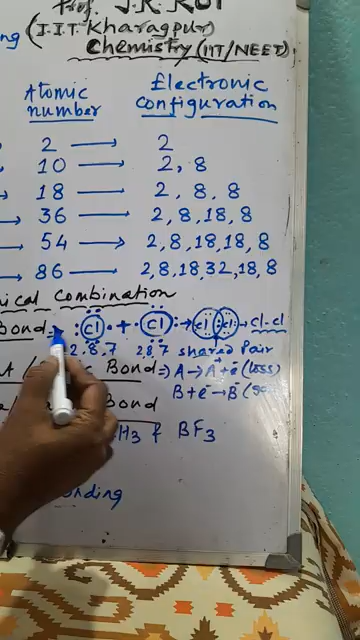 Prof. J.R. Roy
(I.I.T. Kharagpur)
Chemistry (IIT/NEET)
Atomic number Electronic configuration
2 → 2
10 → 2, 8
18 → 2, 8, 8
36 → 2,8,18,8
54 → 2,8,18,18,8
86 → 2,8,18,32,18,8
Combination
Bond → :Cl• + •Cl: → Cl:Cl → Cl-Cl
2,8,7 2,8,7 shared Pair
Bond ⇒ A → A⁺ + e⁻ (loss)
B + e⁻ → B⁻
Bond
H3 & BF3
onding